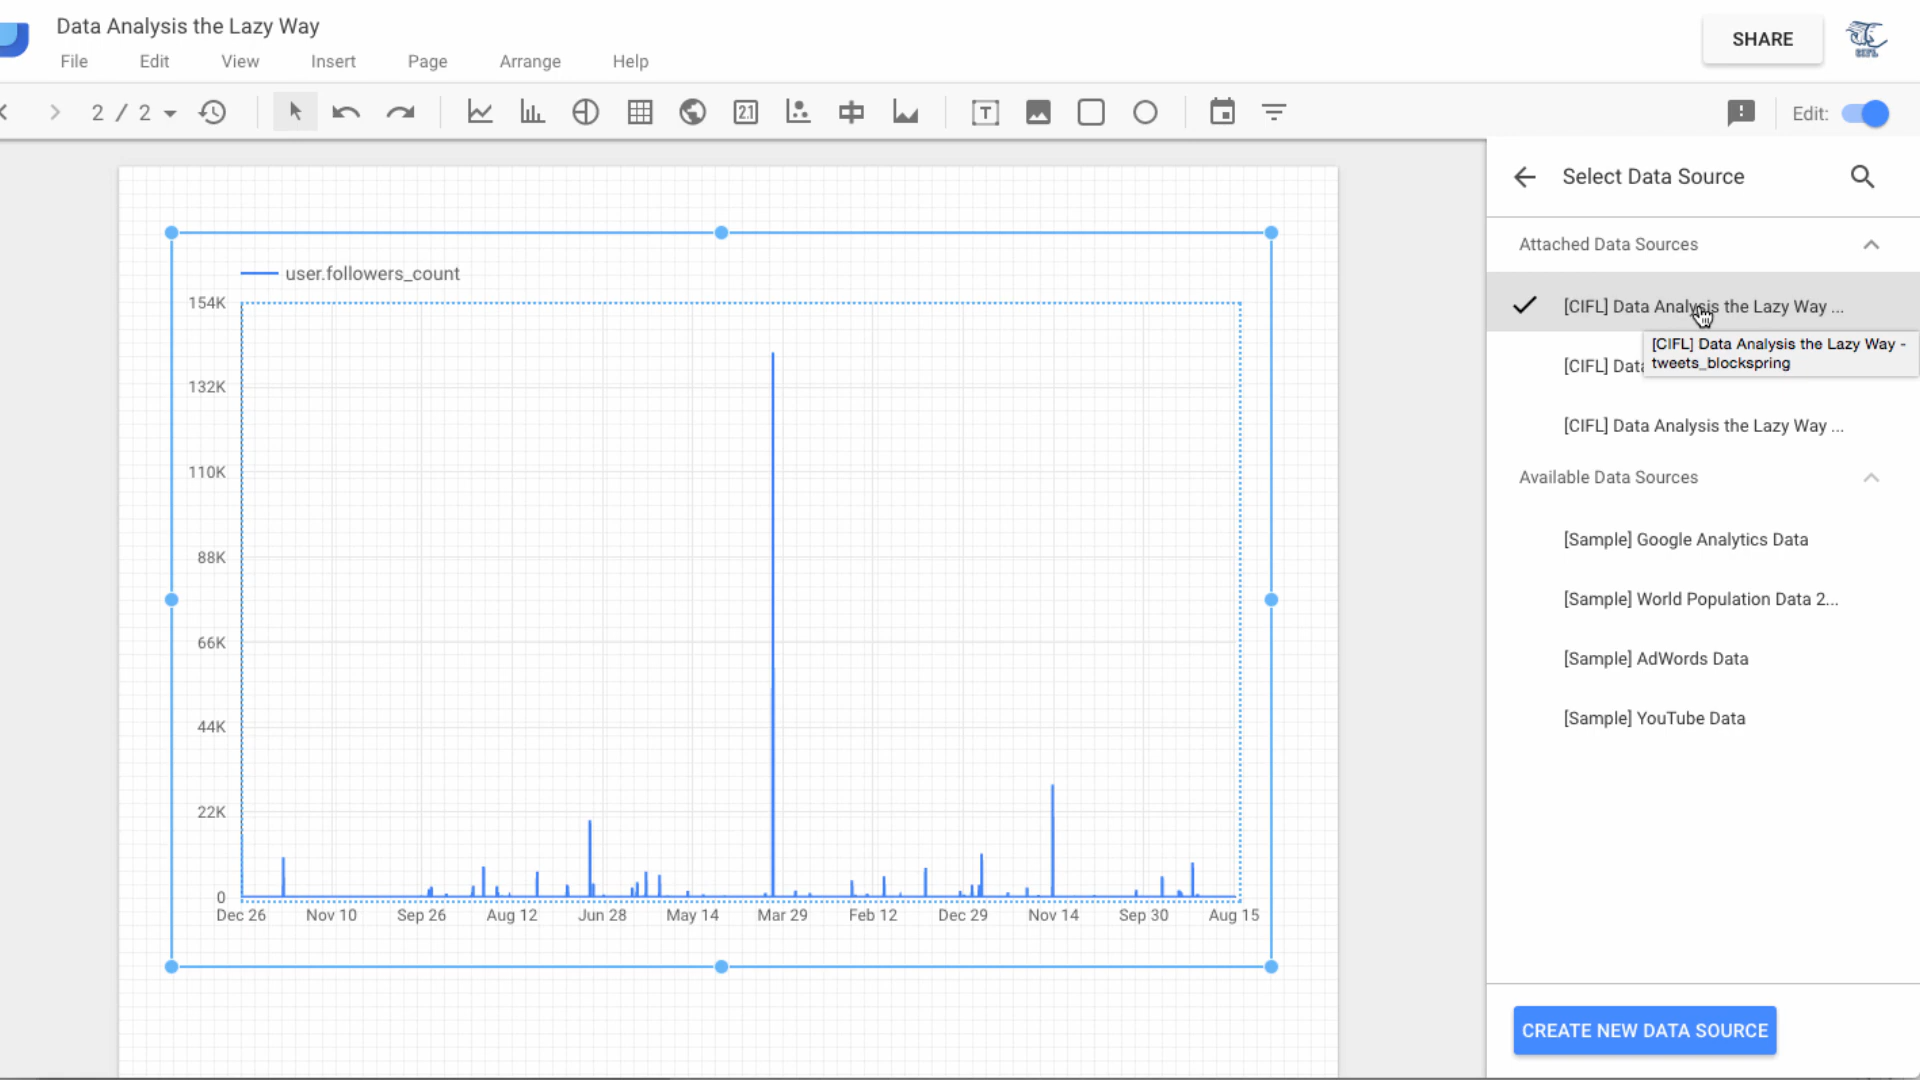 Data Analysis the Lazy Way
File Edit View Insert Page Arrange Help
SHARE
CIFL
2 / 2
21
T
Edit:
Select Data Source
Attached Data Sources
[CIFL] Data Analysis the Lazy Way ...
[CIFL] Data Analysis the Lazy Way -
tweets_blockspring
[CIFL] Data
[CIFL] Data Analysis the Lazy Way ...
Available Data Sources
[Sample] Google Analytics Data
[Sample] World Population Data 2...
[Sample] AdWords Data
[Sample] YouTube Data
CREATE NEW DATA SOURCE
user.followers_count
154K
132K
110K
88K
66K
44K
22K
0
Dec 26 Nov 10 Sep 26 Aug 12 Jun 28 May 14 Mar 29 Feb 12 Dec 29 Nov 14 Sep 30 Aug 15